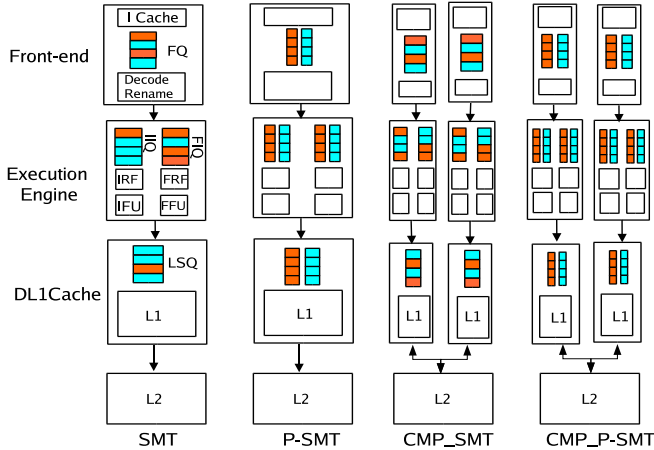 I Cache
Front-end
FQ
Decode
Rename
IIQ
FIQ
Execution
Engine
IRF
FRF
IFU
FFU
LSQ
DL1Cache
L1
L1
L1
L1
L1
L1
L2
L2
L2
L2
SMT
P-SMT
CMP_SMT
CMP_P-SMT